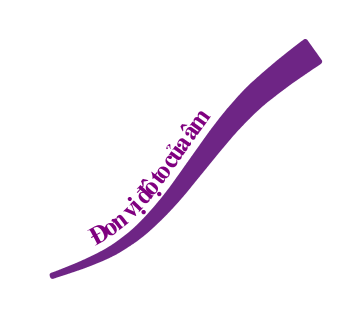 Đơn vị độ to của âm